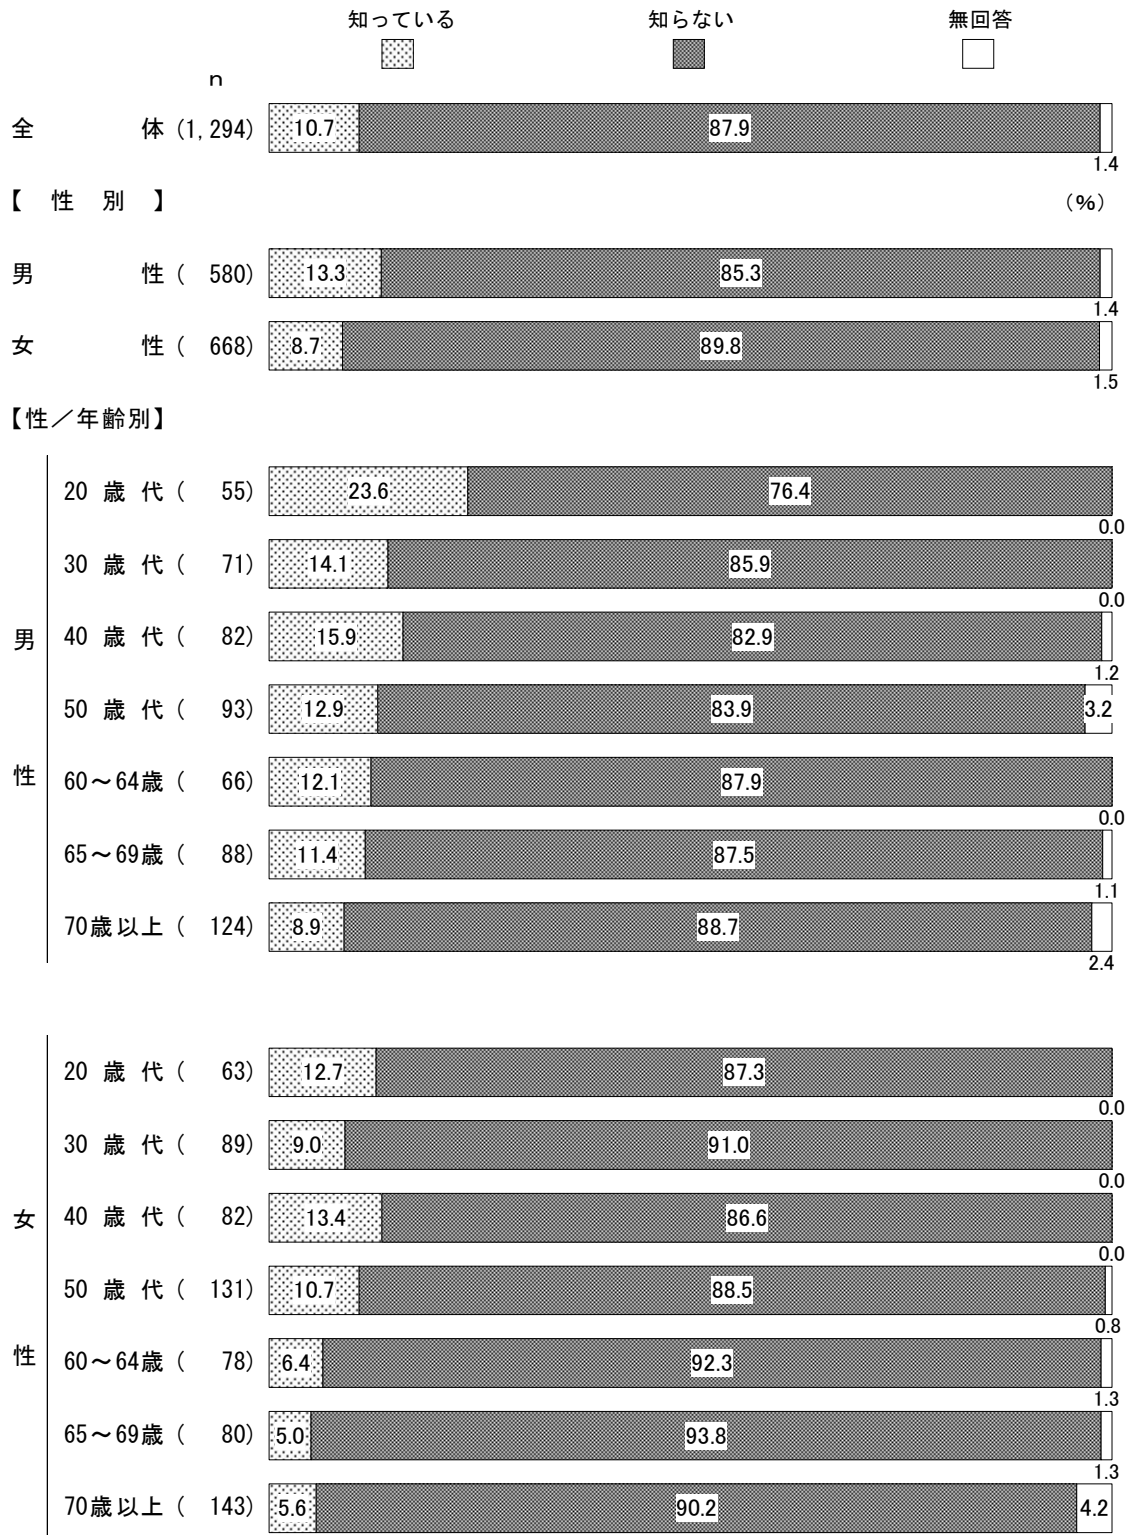 知っている 知らない 無回答
n
全 体 (1,294) 10.7 87.9
1.4
【 性 別 】 (%)
男 性 ( 580) 13.3 85.3
1.4
女 性 ( 668) 8.7 89.8
1.5
【性／年齢別】
20 歳 代 ( 55) 23.6 76.4
0.0
30 歳 代 ( 71) 14.1 85.9
0.0
男 40 歳 代 ( 82) 15.9 82.9
1.2
50 歳 代 ( 93) 12.9 83.9 3.2
性 60～64歳 ( 66) 12.1 87.9
0.0
65～69歳 ( 88) 11.4 87.5
1.1
70歳以上 ( 124) 8.9 88.7
2.4
20 歳 代 ( 63) 12.7 87.3
0.0
30 歳 代 ( 89) 9.0 91.0
0.0
女 40 歳 代 ( 82) 13.4 86.6
0.0
50 歳 代 ( 131) 10.7 88.5
0.8
性 60～64歳 ( 78) 6.4 92.3
1.3
65～69歳 ( 80) 5.0 93.8
1.3
70歳以上 ( 143) 5.6 90.2 4.2